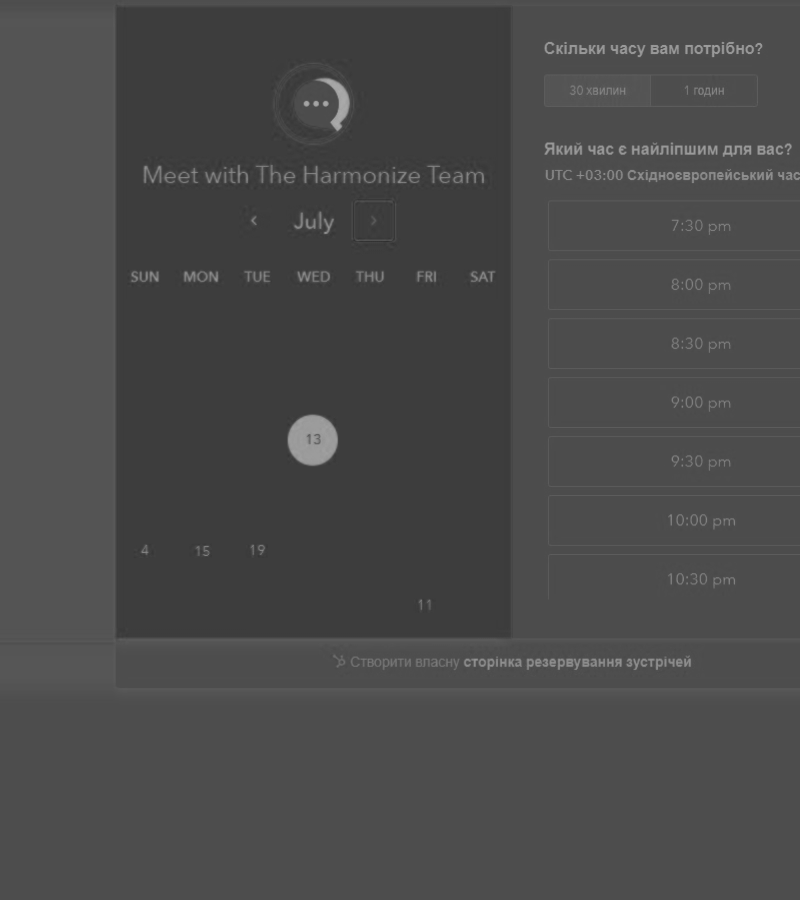 Meet with The Harmonize Team
‹ July ›
SUN MON TUE WED THU FRI SAT
13
4 15 19
11
Скільки часу вам потрібно?
30 хвилин 1 годин
Який час є найліпшим для вас?
UTC +03:00 Східноєвропейський час
7:30 pm
8:00 pm
8:30 pm
9:00 pm
9:30 pm
10:00 pm
10:30 pm
Створити власну сторінка резервування зустрічей